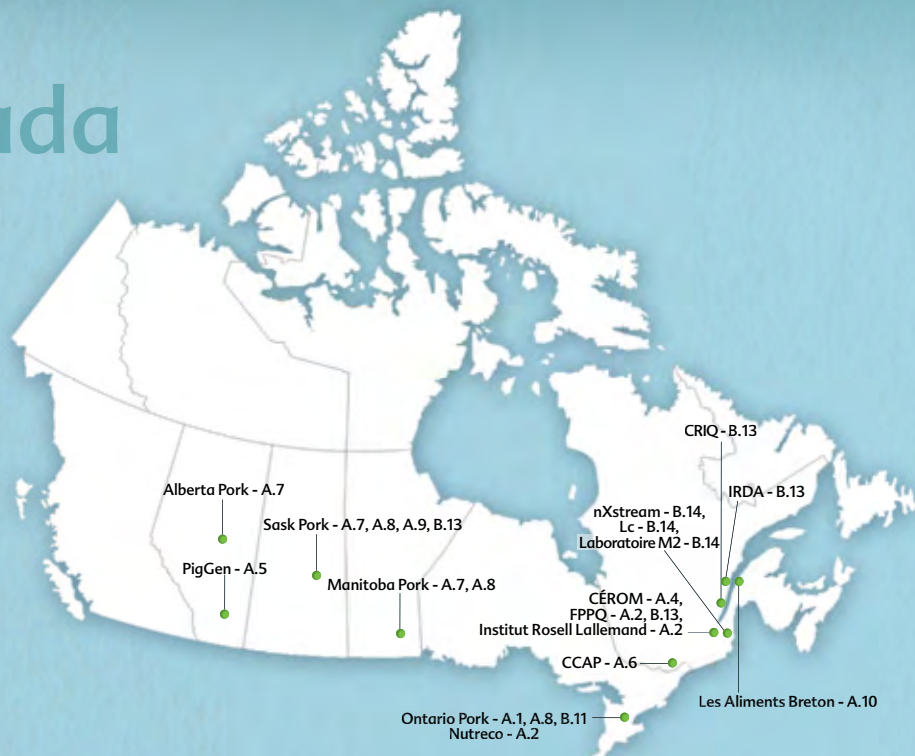 ada
CRIQ - B.13
IRDA - B.13
Alberta Pork - A.7
nXstream - B.14,
Lc - B.14,
Laboratoire M2 - B.14
Sask Pork - A.7, A.8, A.9, B.13
PigGen - A.5
Manitoba Pork - A.7, A.8
CÉROM - A.4,
FPPQ - A.2, B.13,
Institut Rosell Lallemand - A.2
CCAP - A.6
Les Aliments Breton - A.10
Ontario Pork - A.1, A.8, B.11
Nutreco - A.2